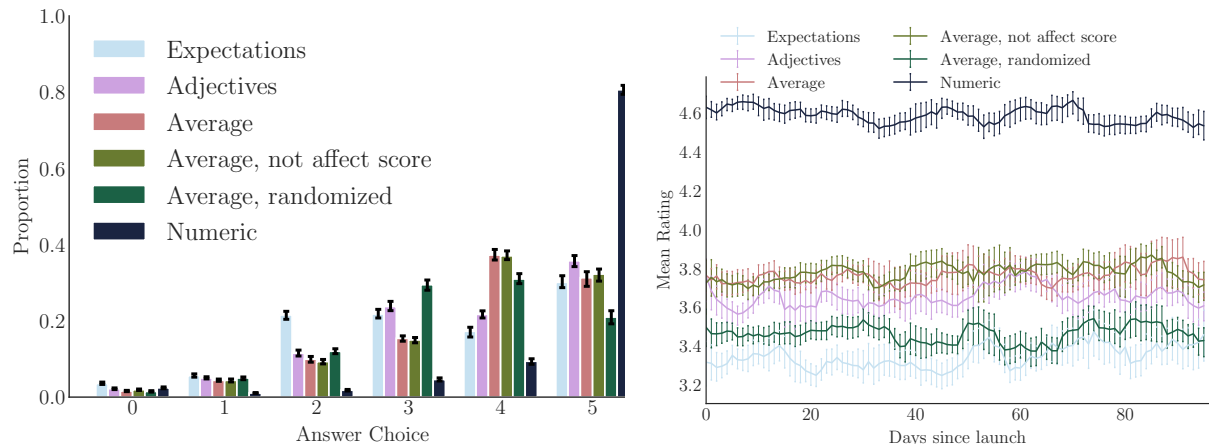 1.0
0.8
0.6
0.4
0.2
0.0
Proportion
Expectations
Adjectives
Average
Average, not affect score
Average, randomized
Numeric
0 1 2 3 4 5
Answer Choice
Expectations
Adjectives
Average
Average, not affect score
Average, randomized
Numeric
4.6
4.4
4.2
4.0
3.8
3.6
3.4
3.2
Mean Rating
0 20 40 60 80
Days since launch